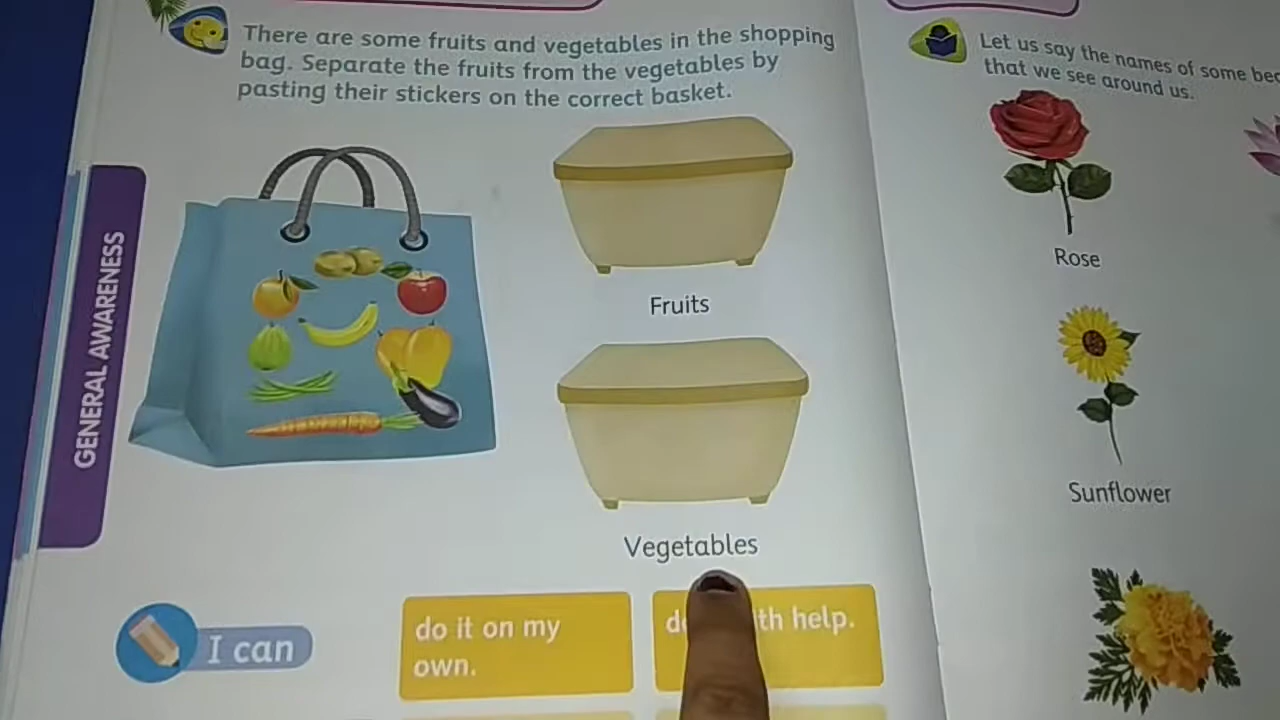 There are some fruits and vegetables in the shopping
bag. Separate the fruits from the vegetables by
pasting their stickers on the correct basket.
GENERAL AWARENESS
Fruits
Vegetables
I can
do it on my
own.
th help.
Let us say the names of some
that we see around us.
Rose
Sunflower